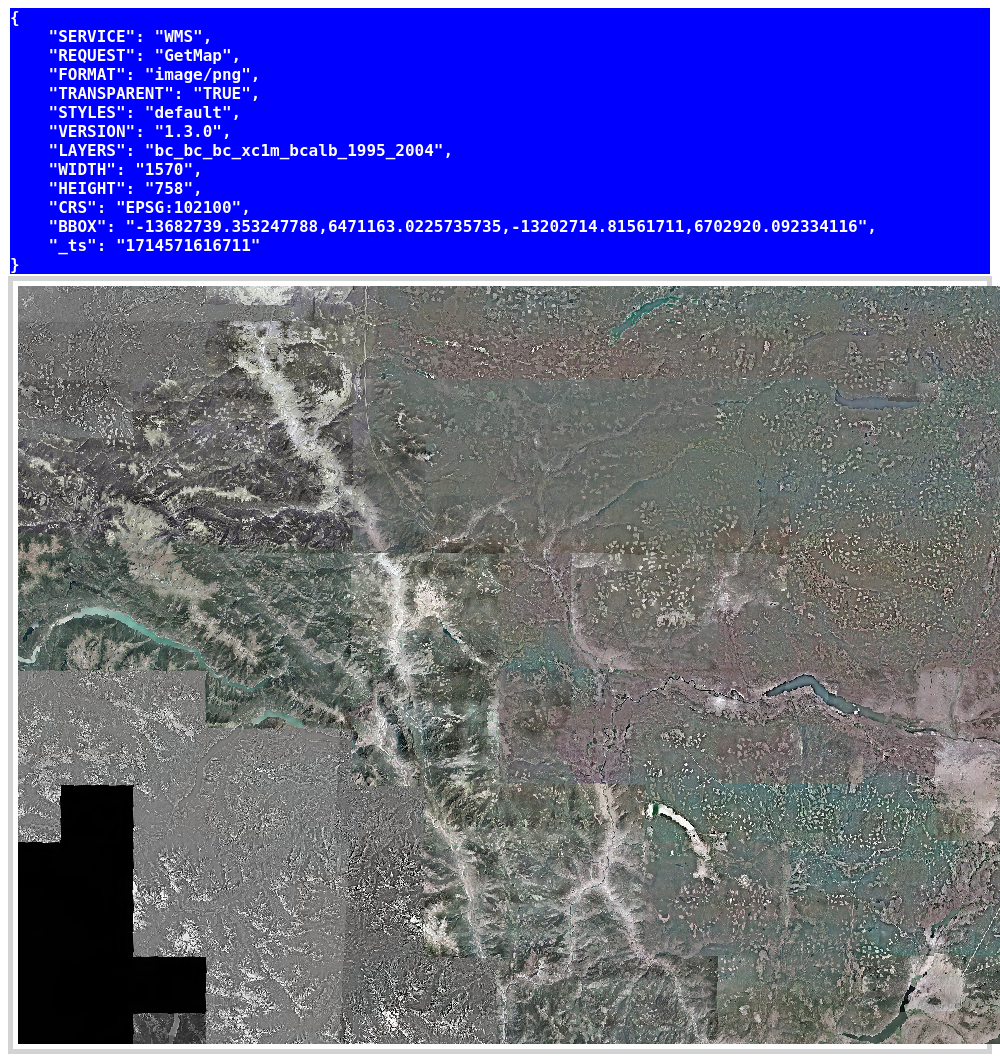 {
    "SERVICE": "WMS",
    "REQUEST": "GetMap",
    "FORMAT": "image/png",
    "TRANSPARENT": "TRUE",
    "STYLES": "default",
    "VERSION": "1.3.0",
    "LAYERS": "bc_bc_bc_xc1m_bcalb_1995_2004",
    "WIDTH": "1570",
    "HEIGHT": "758",
    "CRS": "EPSG:102100",
    "BBOX": "-13682739.353247788,6471163.0225735735,-13202714.81561711,6702920.092334116",
    "_ts": "1714571616711"
}